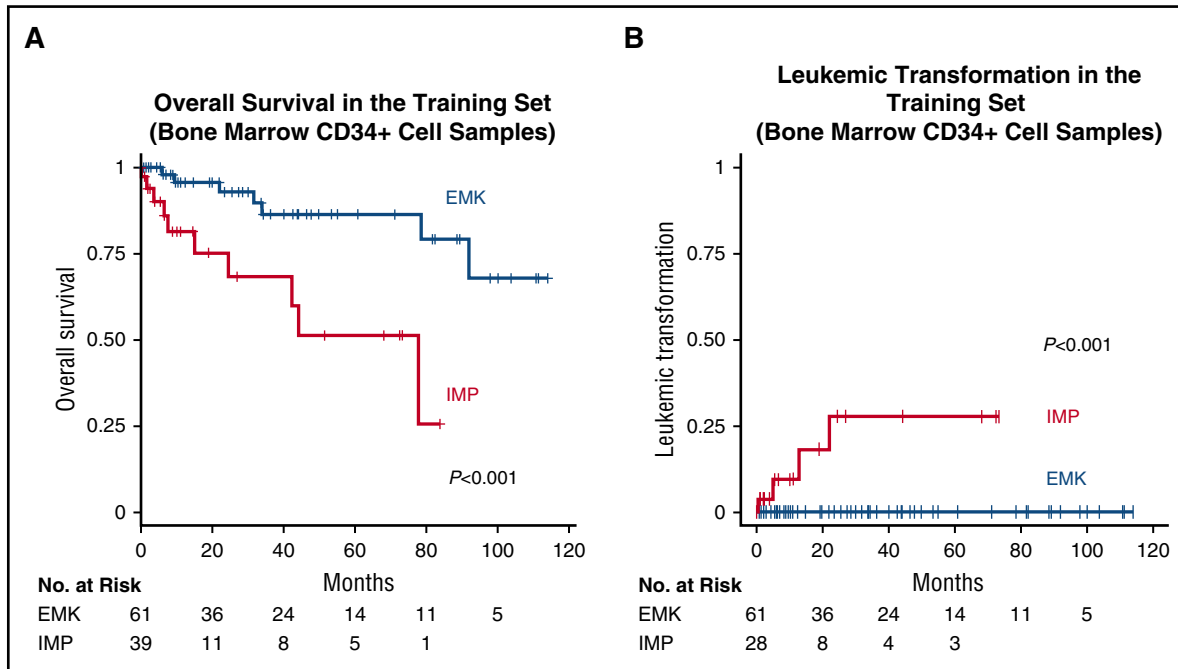 A
Overall Survival in the Training Set
(Bone Marrow CD34+ Cell Samples)
Overall survival
1
0.75
0.50
0.25
0
EMK
IMP
P<0.001
0 20 40 60 80 100 120
Months
No. at Risk
EMK 61 36 24 14 11 5
IMP 39 11 8 5 1
B
Leukemic Transformation in the
Training Set
(Bone Marrow CD34+ Cell Samples)
Leukemic transformation
1
0.75
0.50
0.25
0
P<0.001
IMP
EMK
0 20 40 60 80 100 120
Months
No. at Risk
EMK 61 36 24 14 11 5
IMP 28 8 4 3